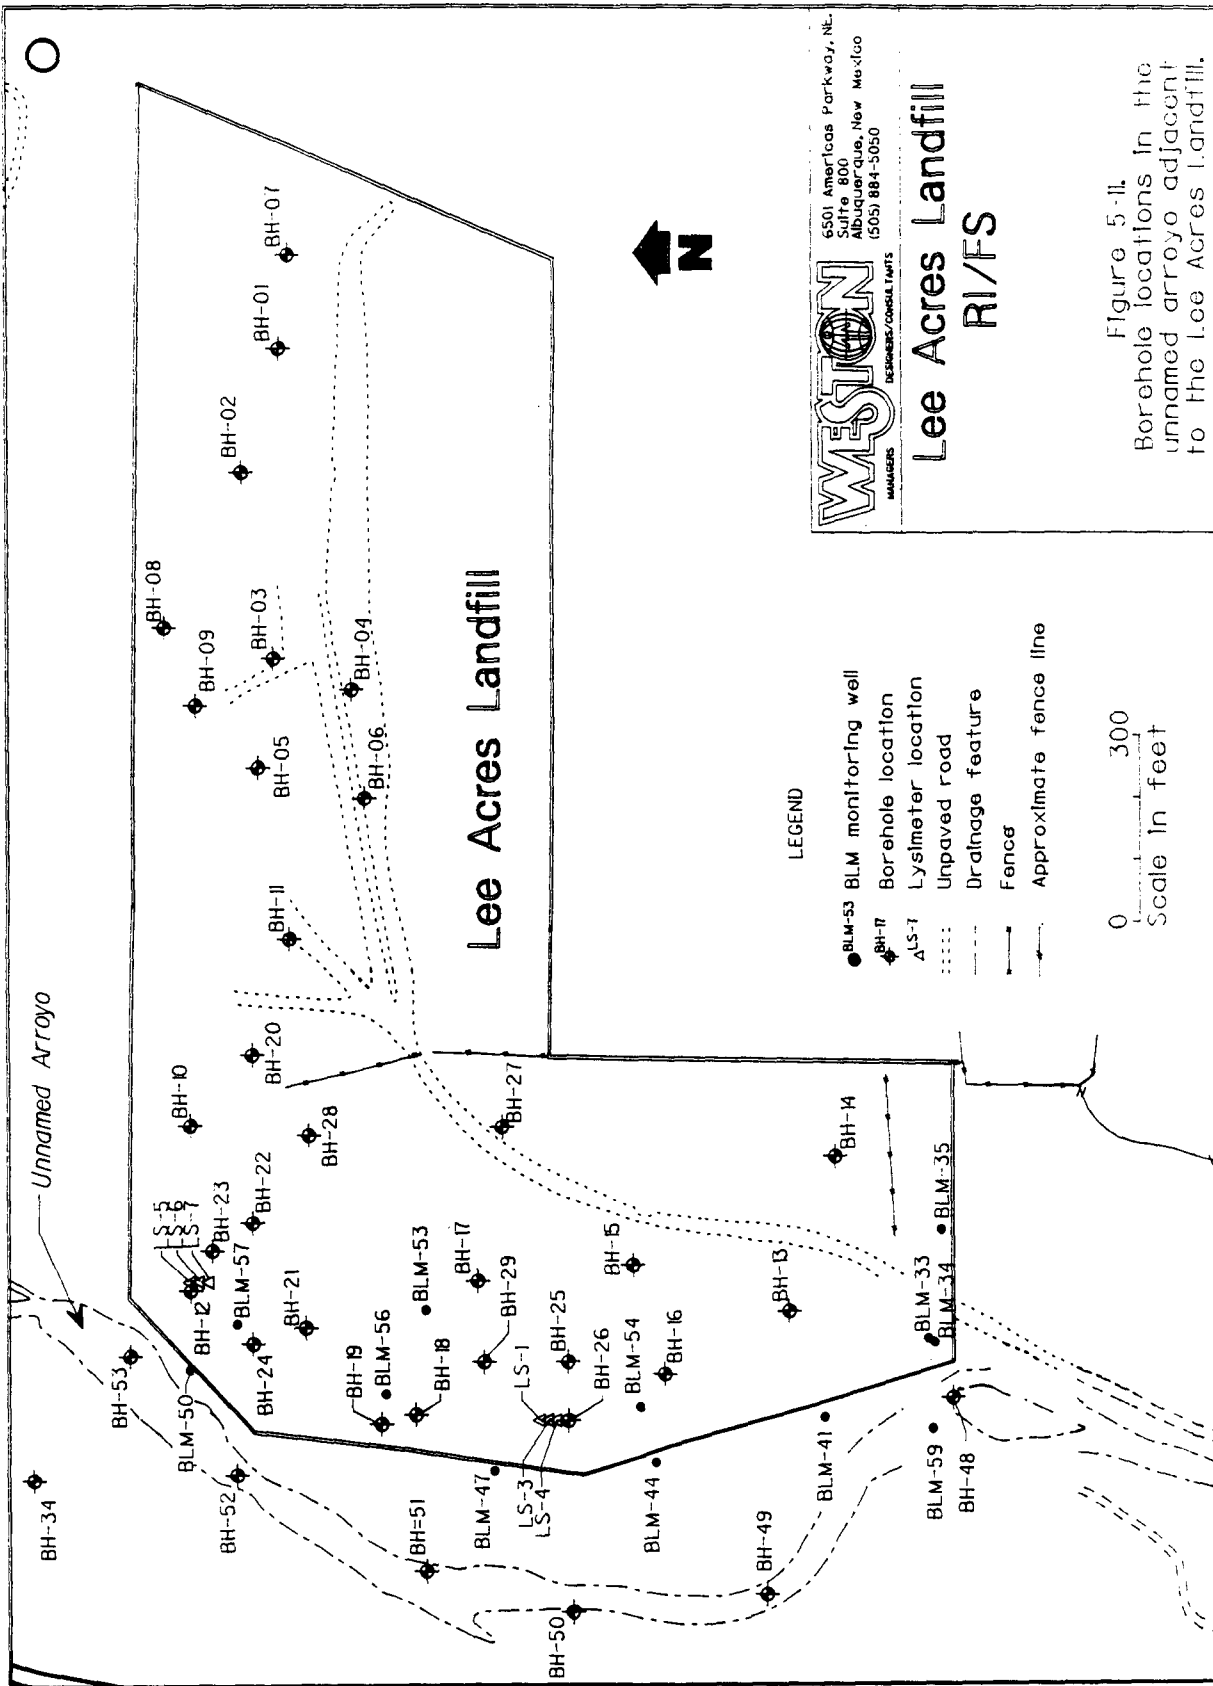 Unnamed Arroyo
BH-34
BH-53
BLM-50
BH-52
BH=51
BLM-47
BH-50
BH-49
BLM-44
BLM-41
BLM-59
BH-48
LS-5
LS-6
LS-7
BH-12
BH-10
BH-23
BH-22
BLM-57
BH-24
BH-21
BH-28
BH-20
BH-19
BLM-56
BH-18
BLM-53
BH-17
BH-29
LS-1
LS-3
LS-4
BH-25
BH-26
BLM-54
BH-16
BH-15
BH-27
BH-13
BH-14
BLM-33
BLM-34
BLM-35
BH-11
BH-05
BH-06
BH-04
BH-03
BH-09
BH-08
BH-02
BH-01
BH-07
Lee Acres Landfill
N
LEGEND
BLM-53 BLM monitoring well
BH-17 Borehole location
LS-7 Lysimeter location
Unpaved road
Drainage feature
Fence
Approximate fence line
0 300
Scale in feet
WESTON
MANAGERS DESIGNERS/CONSULTANTS
6501 Americas Parkway, NE.
Suite 800
Albuquerque, New Mexico
(505) 884-5050
Lee Acres Landfill
RI/FS
Figure 5-11.
Borehole locations in the
unnamed arroyo adjacent
to the Lee Acres Landfill.